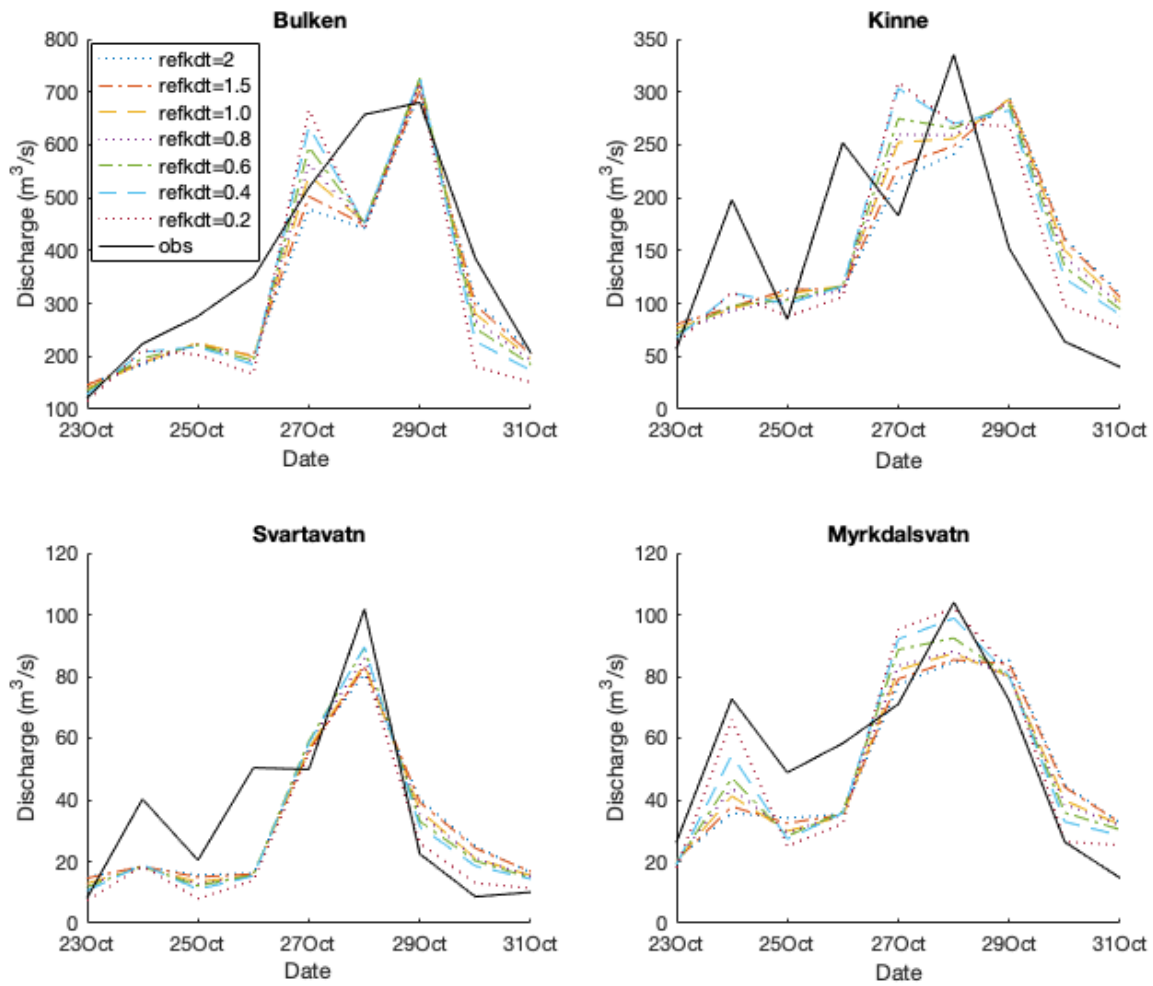 Bulken
800
700
600
500
400
300
200
100
Discharge (m³/s)
refkdt=2
refkdt=1.5
refkdt=1.0
refkdt=0.8
refkdt=0.6
refkdt=0.4
refkdt=0.2
obs
23Oct 25Oct 27Oct 29Oct 31Oct
Date
Kinne
350
300
250
200
150
100
50
0
Discharge (m³/s)
23Oct 25Oct 27Oct 29Oct 31Oct
Date
Svartavatn
120
100
80
60
40
20
0
Discharge (m³/s)
23Oct 25Oct 27Oct 29Oct 31Oct
Date
Myrkdalsvatn
120
100
80
60
40
20
0
Discharge (m³/s)
23Oct 25Oct 27Oct 29Oct 31Oct
Date